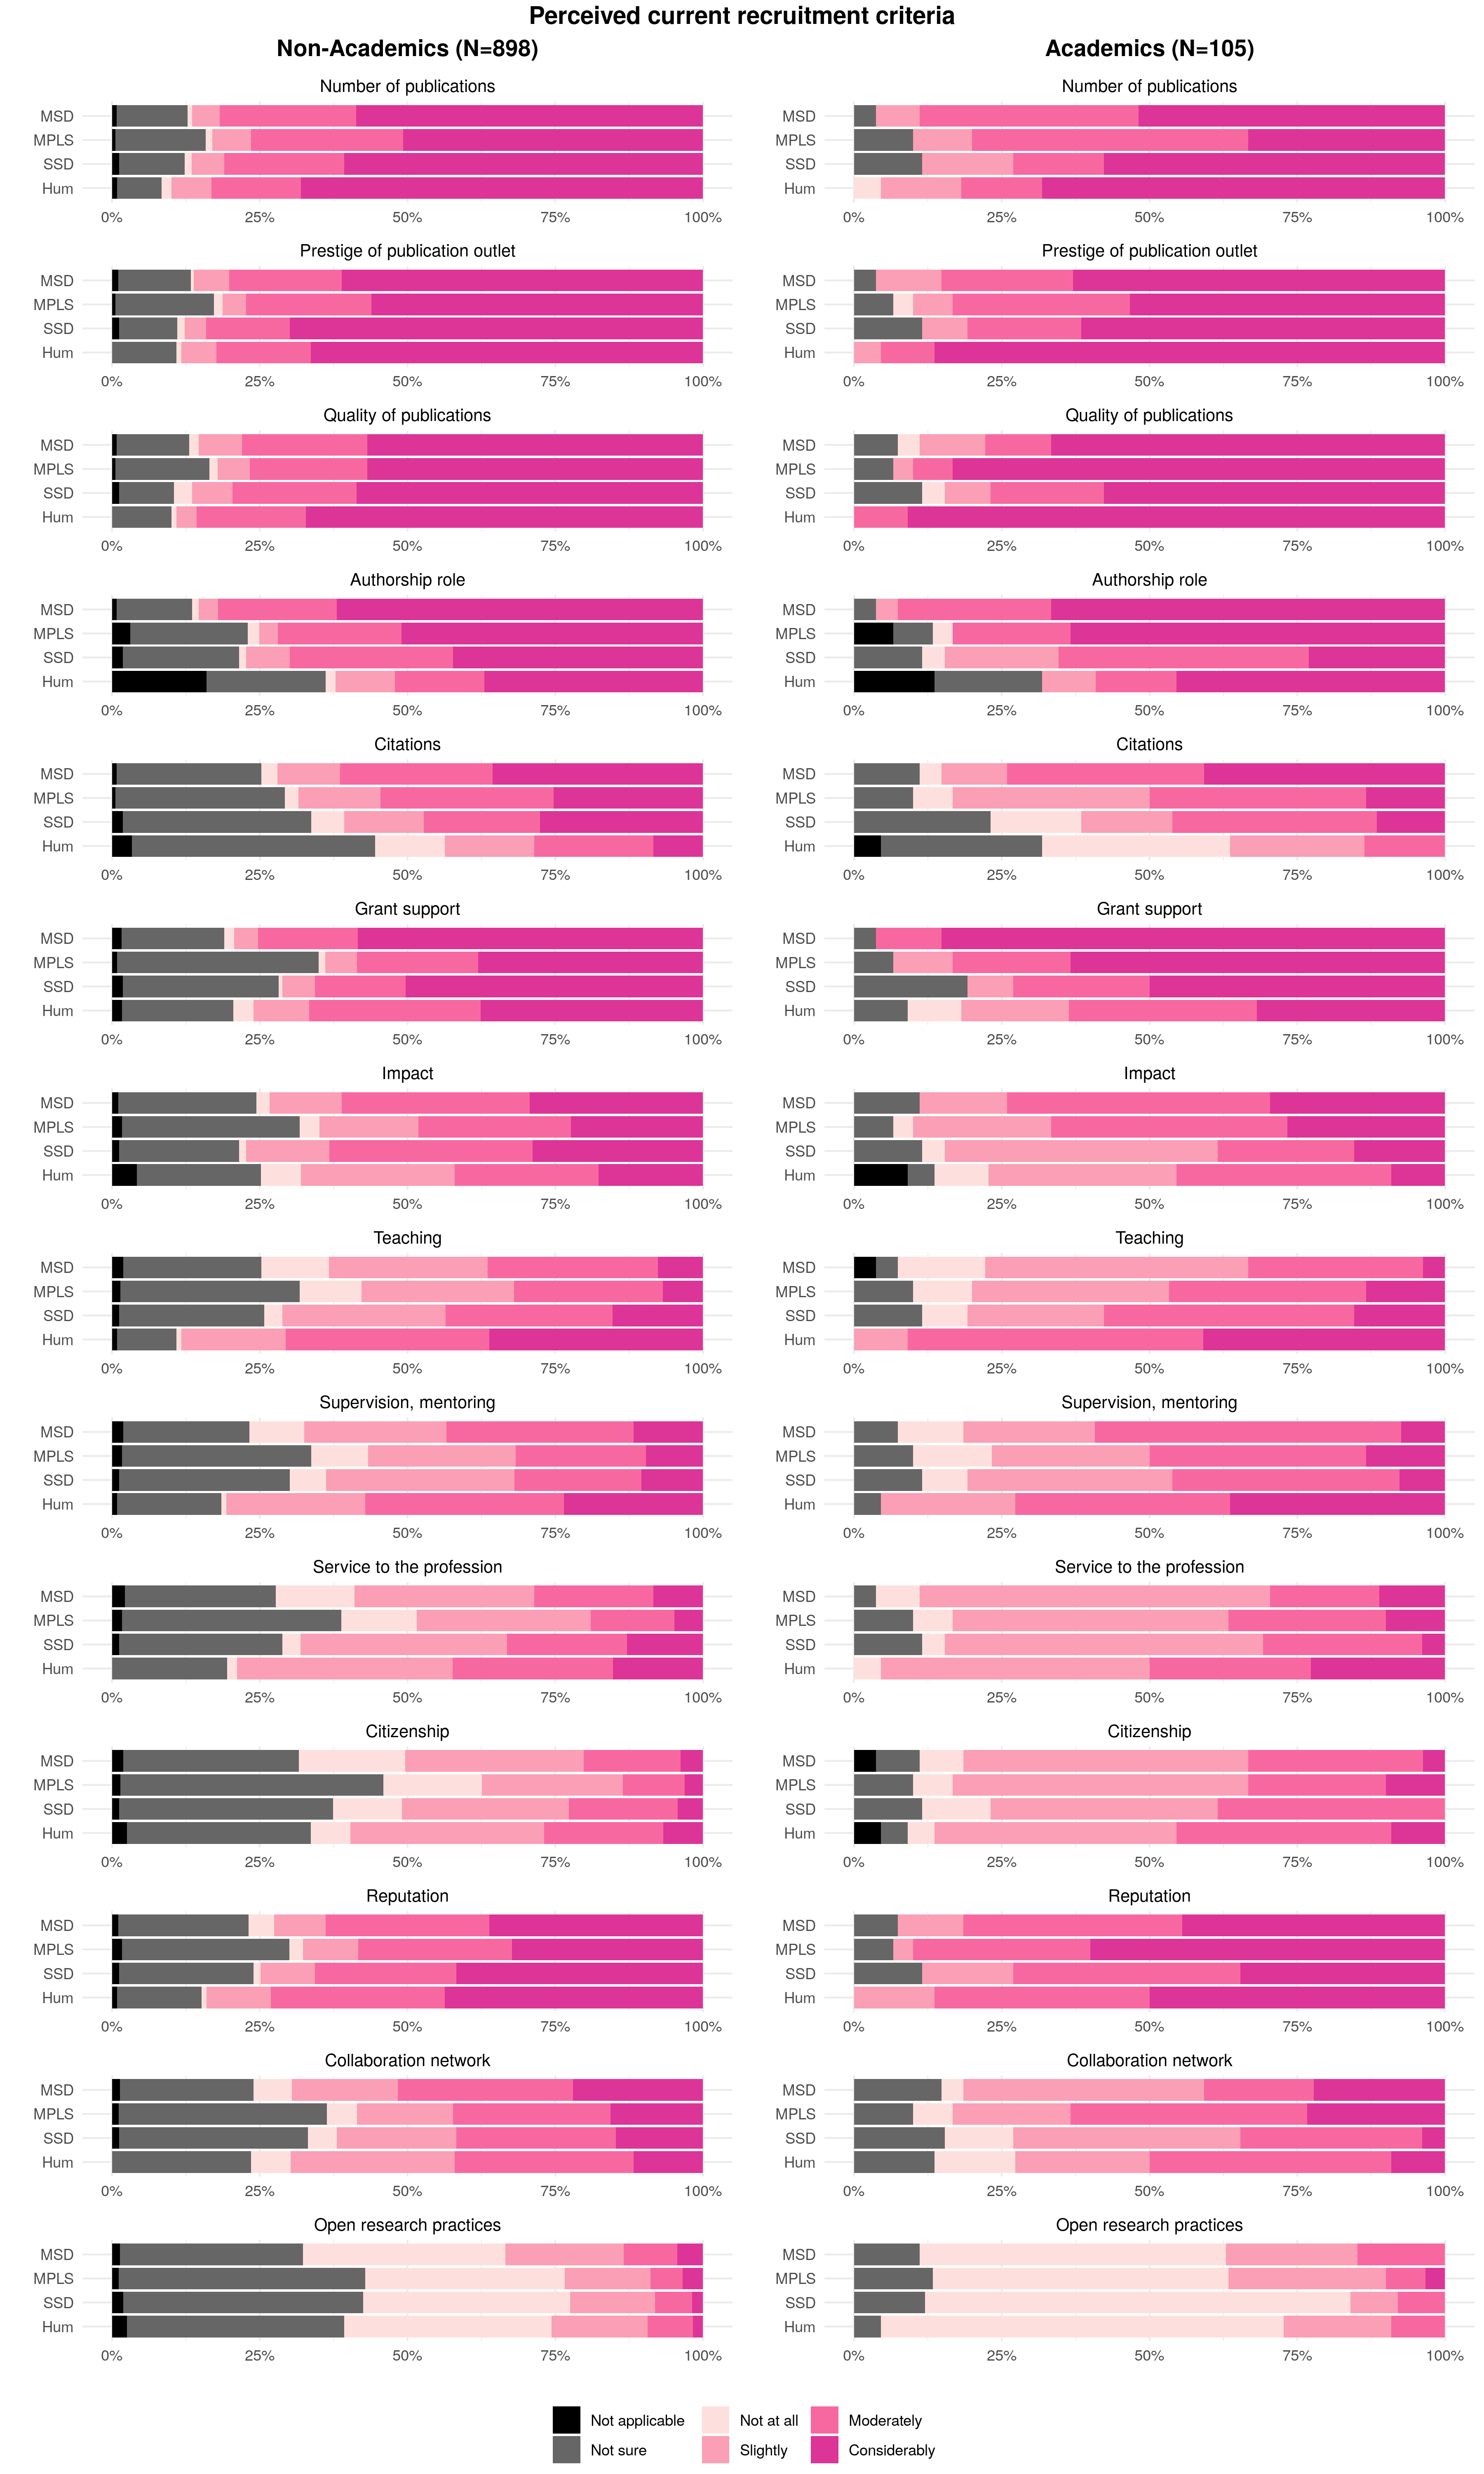 Perceived current recruitment criteria
Non-Academics (N=898) Academics (N=105)
Number of publications Number of publications
MSD MSD
MPLS MPLS
SSD SSD
Hum Hum
0% 25% 50% 75% 100% 0% 25% 50% 75% 100%
Prestige of publication outlet Prestige of publication outlet
MSD MSD
MPLS MPLS
SSD SSD
Hum Hum
0% 25% 50% 75% 100% 0% 25% 50% 75% 100%
Quality of publications Quality of publications
MSD MSD
MPLS MPLS
SSD SSD
Hum Hum
0% 25% 50% 75% 100% 0% 25% 50% 75% 100%
Authorship role Authorship role
MSD MSD
MPLS MPLS
SSD SSD
Hum Hum
0% 25% 50% 75% 100% 0% 25% 50% 75% 100%
Citations Citations
MSD MSD
MPLS MPLS
SSD SSD
Hum Hum
0% 25% 50% 75% 100% 0% 25% 50% 75% 100%
Grant support Grant support
MSD MSD
MPLS MPLS
SSD SSD
Hum Hum
0% 25% 50% 75% 100% 0% 25% 50% 75% 100%
Impact Impact
MSD MSD
MPLS MPLS
SSD SSD
Hum Hum
0% 25% 50% 75% 100% 0% 25% 50% 75% 100%
Teaching Teaching
MSD MSD
MPLS MPLS
SSD SSD
Hum Hum
0% 25% 50% 75% 100% 0% 25% 50% 75% 100%
Supervision, mentoring Supervision, mentoring
MSD MSD
MPLS MPLS
SSD SSD
Hum Hum
0% 25% 50% 75% 100% 0% 25% 50% 75% 100%
Service to the profession Service to the profession
MSD MSD
MPLS MPLS
SSD SSD
Hum Hum
0% 25% 50% 75% 100% 0% 25% 50% 75% 100%
Citizenship Citizenship
MSD MSD
MPLS MPLS
SSD SSD
Hum Hum
0% 25% 50% 75% 100% 0% 25% 50% 75% 100%
Reputation Reputation
MSD MSD
MPLS MPLS
SSD SSD
Hum Hum
0% 25% 50% 75% 100% 0% 25% 50% 75% 100%
Collaboration network Collaboration network
MSD MSD
MPLS MPLS
SSD SSD
Hum Hum
0% 25% 50% 75% 100% 0% 25% 50% 75% 100%
Open research practices Open research practices
MSD MSD
MPLS MPLS
SSD SSD
Hum Hum
0% 25% 50% 75% 100% 0% 25% 50% 75% 100%
Not applicable Not at all Moderately
Not sure Slightly Considerably